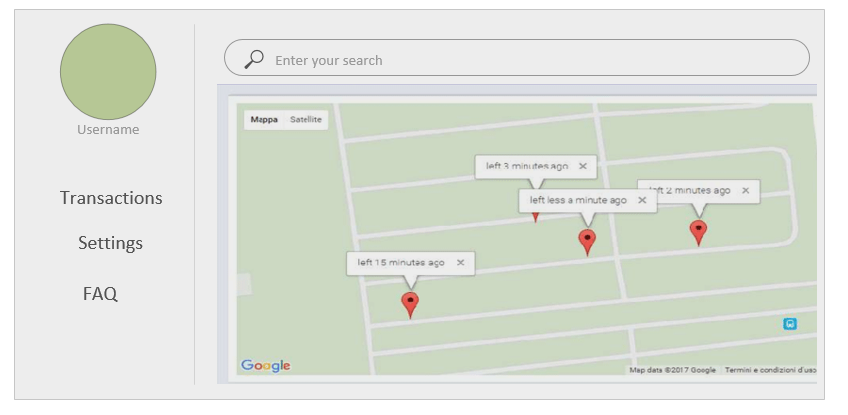 Username
Transactions
Settings
FAQ
Enter your search
Mappa Satellite
left 3 minutes ago ×
left less a minute ago ×
left 2 minutes ago ×
left 15 minutes ago ×
Google
Map data ©2017 Google Termini e condizioni d'uso